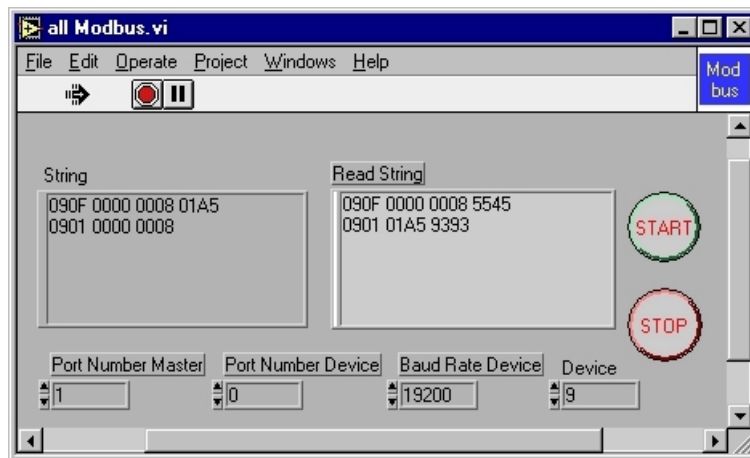 all Modbus.vi
File Edit Operate Project Windows Help
Mod
bus
String
Read String
090F 0000 0008 01A5
0901 0000 0008
090F 0000 0008 5545
0901 01A5 9393
START
STOP
Port Number Master Port Number Device Baud Rate Device Device
1 0 19200 9